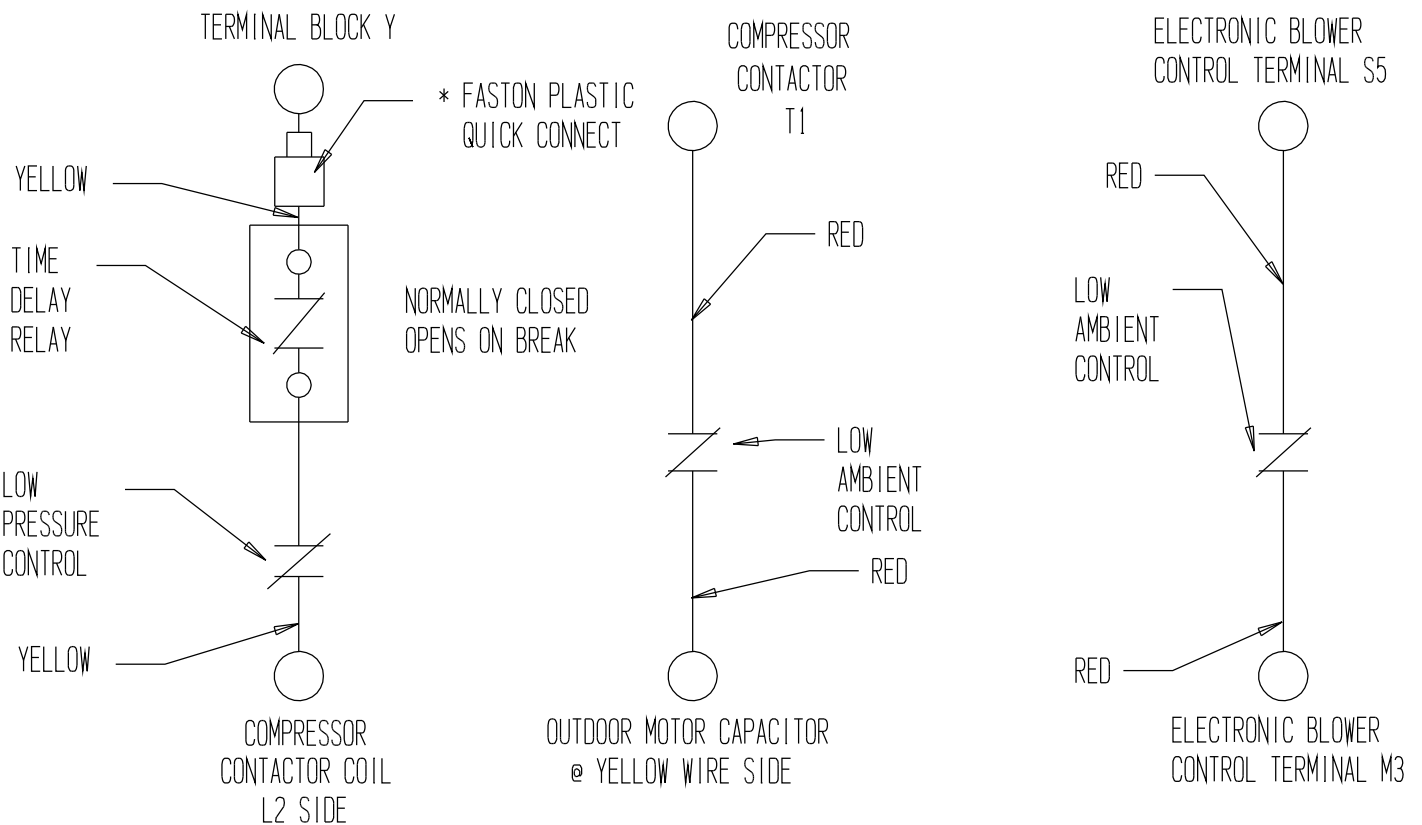 TERMINAL BLOCK Y
* FASTON PLASTIC
QUICK CONNECT
YELLOW
TIME
DELAY
RELAY
NORMALLY CLOSED
OPENS ON BREAK
LOW
PRESSURE
CONTROL
YELLOW
COMPRESSOR
CONTACTOR COIL
L2 SIDE
COMPRESSOR
CONTACTOR
T1
RED
LOW
AMBIENT
CONTROL
RED
OUTDOOR MOTOR CAPACITOR
@ YELLOW WIRE SIDE
ELECTRONIC BLOWER
CONTROL TERMINAL S5
RED
LOW
AMBIENT
CONTROL
RED
ELECTRONIC BLOWER
CONTROL TERMINAL M3